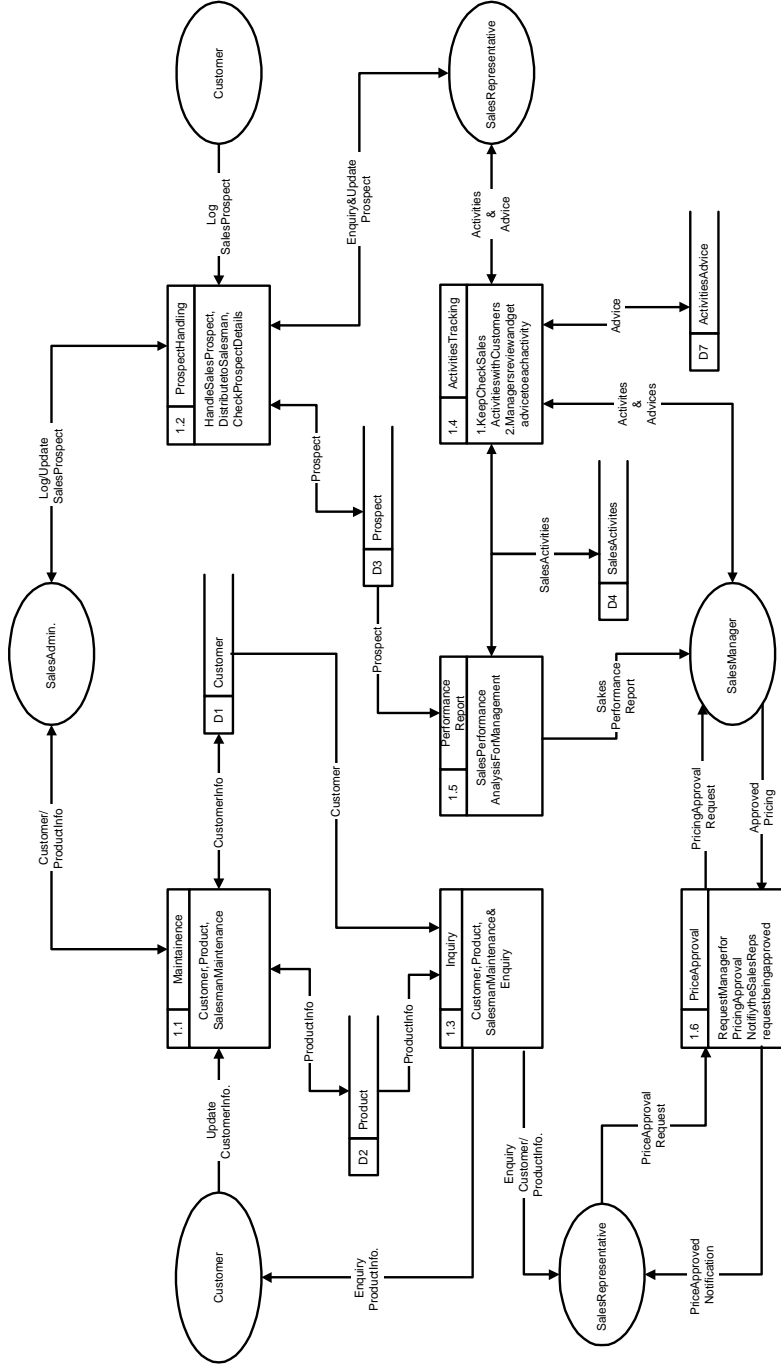 Customer
SalesAdmin.
Customer
Update
CustomerInfo.
Customer/
ProductInfo
Log/Update
SalesProspect
Log
SalesProspect
1.1
Maintainence
Customer,Product,
SalesmanMaintenance
CustomerInfo
D1
Customer
1.2
ProspectHandling
HandleSalesProspect,
DistributetoSalesman,
CheckProspectDetails
ProductInfo
Prospect
Enquiry&Update
Prospect
Enquiry
ProductInfo.
D2
Product
Customer
D3
Prospect
ProductInfo
Prospect
1.3
Inquiry
Customer,Product,
SalesmanMaintenance&
Enquiry
1.5
Performance
Report
SalesPerformance
AnalysisForManagement
1.4
ActivitiesTracking
1.KeepCheckSales
ActivitieswithCustomers
2.Managersreviewandget
advicetoeachactivity
Activities
&
Advice
SalesRepresentative
Enquiry
Customer/
ProductInfo.
SalesActivities
D4
SalesActivites
Sakes
Performance
Report
Activites
&
Advices
Advice
D7
ActivitiesAdvice
SalesRepresentative
PriceApproval
Request
PriceApproved
Notification
1.6
PriceApproval
RequestManagerfor
PricingApproval
NotifiytheSalesReps
requestbeingapproved
PricingApproval
Request
Approved
Pricing
SalesManager